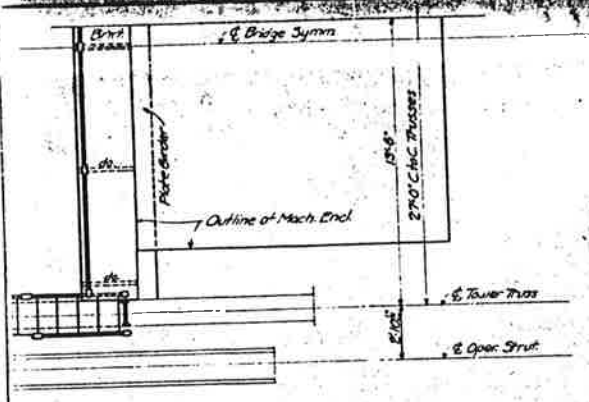 Brkt.
℄ Bridge Symm.
Plate Girder
13'-6"
27'-0" C to C. Trusses
do.
Outline of Mach. Encl.
do
℄ Tower Truss
℄ Oper. Strut.